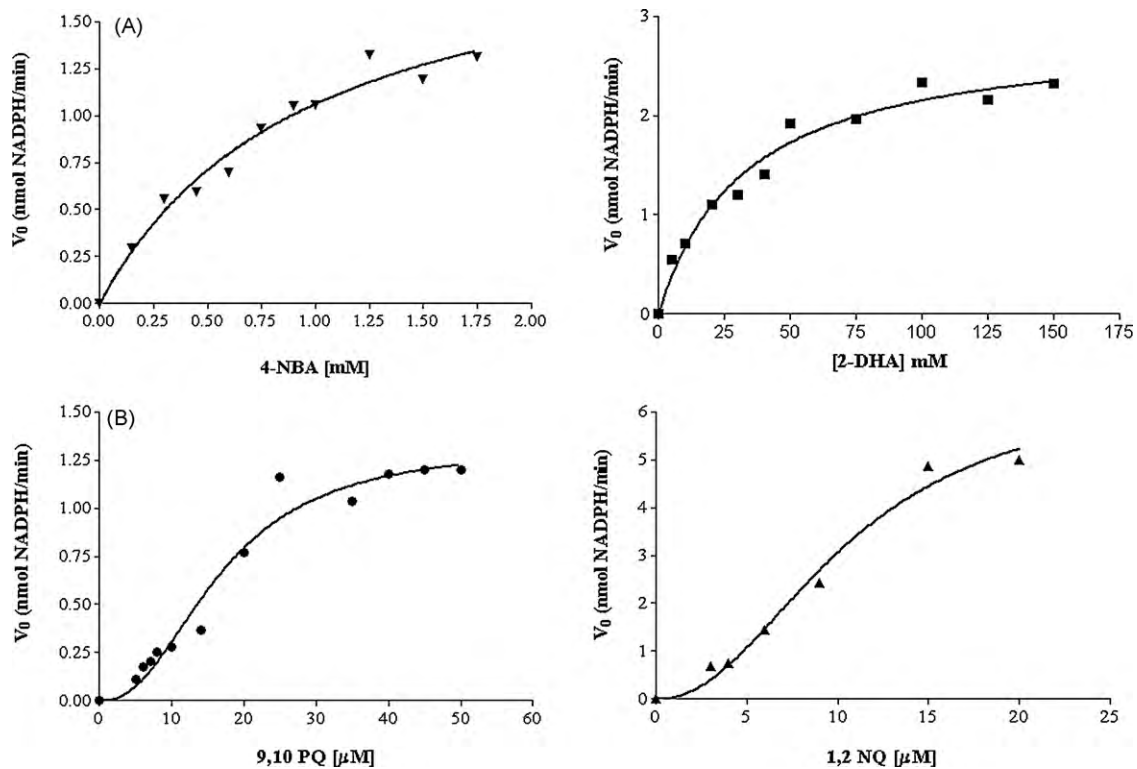 (A)
1.50
1.25
1.00
0.75
0.50
0.25
0.00
V0 (nmol NADPH/min)
0.00 0.25 0.50 0.75 1.00 1.25 1.50 1.75 2.00
4-NBA [mM]
3
2
1
0
V0 (nmol NADPH/min)
0 25 50 75 100 125 150 175
[2-DHA] mM
(B)
1.50
1.25
1.00
0.75
0.50
0.25
0.00
V0 (nmol NADPH/min)
0 10 20 30 40 50 60
9,10 PQ [μM]
6
5
4
3
2
1
0
V0 (nmol NADPH/min)
0 5 10 15 20 25
1,2 NQ [μM]